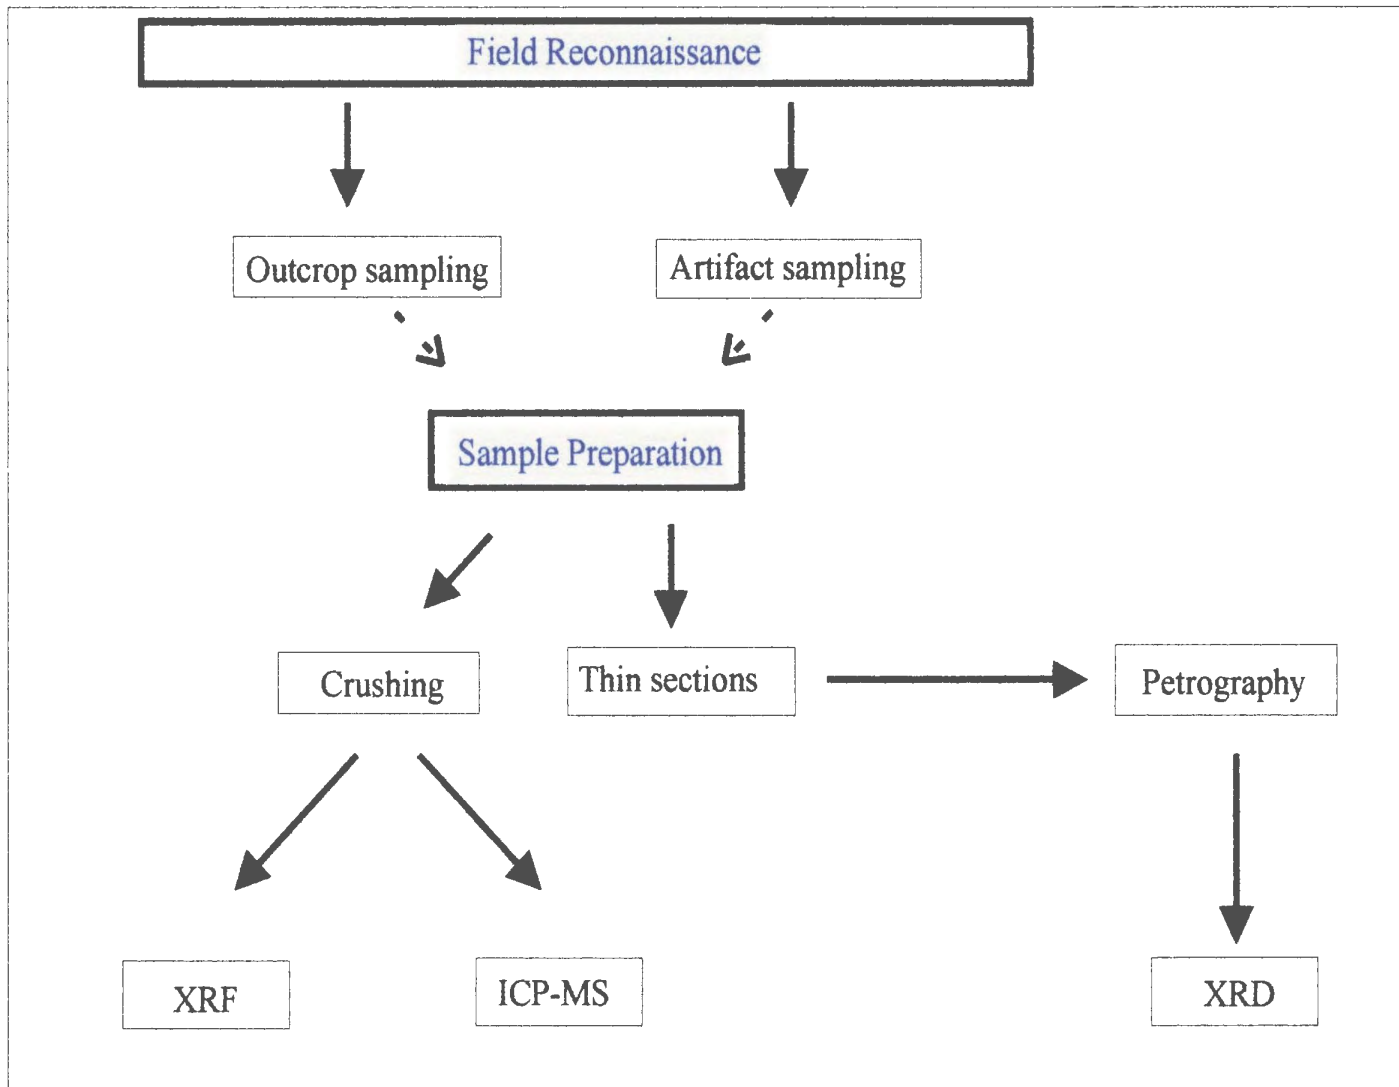 Field Reconnaissance
Outcrop sampling
Artifact sampling
Sample Preparation
Crushing
Thin sections
Petrography
XRF
ICP-MS
XRD